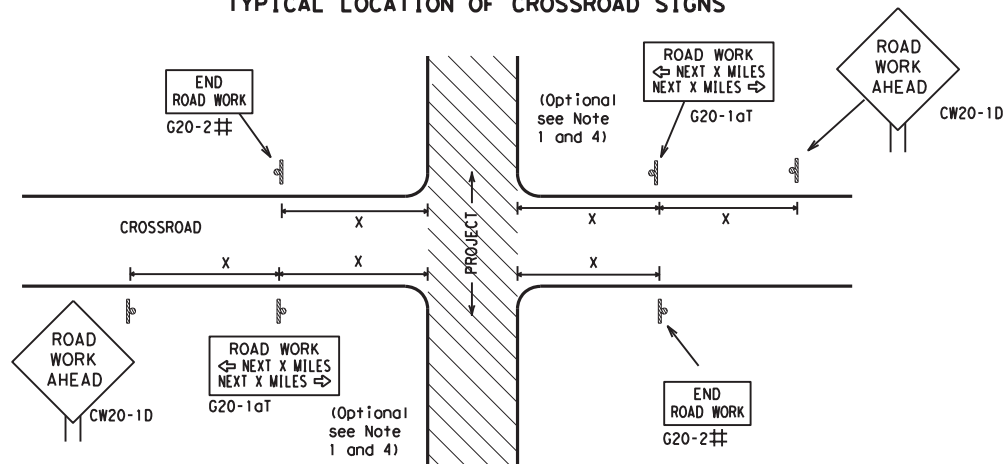 TYPICAL LOCATION OF CROSSROAD SIGNS
END
ROAD WORK
G20-2‡‡
(Optional
see Note
1 and 4)
ROAD WORK
⇦ NEXT X MILES
NEXT X MILES ⇨
G20-1aT
ROAD
WORK
AHEAD
CW20-1D
CROSSROAD
X
X
X
PROJECT
X
X
X
ROAD
WORK
AHEAD
CW20-1D
ROAD WORK
⇦ NEXT X MILES
NEXT X MILES ⇨
G20-1aT
(Optional
see Note
1 and 4)
END
ROAD WORK
G20-2‡‡